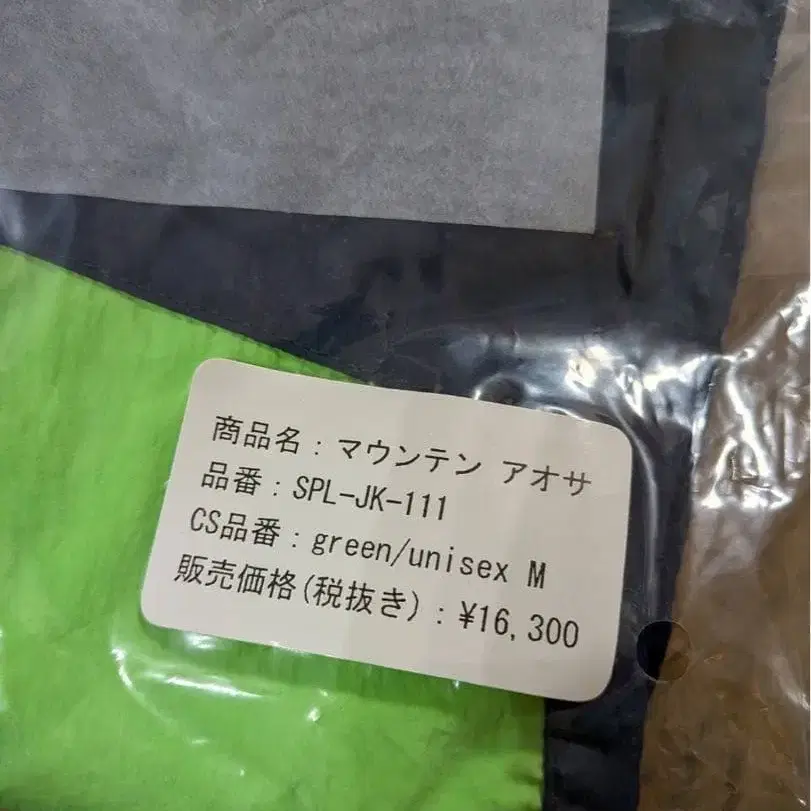 商品名：マウンテン アオサ
品番：SPL-JK-111
CS品番：green/unisex M
販売価格(税抜き)：¥16,300